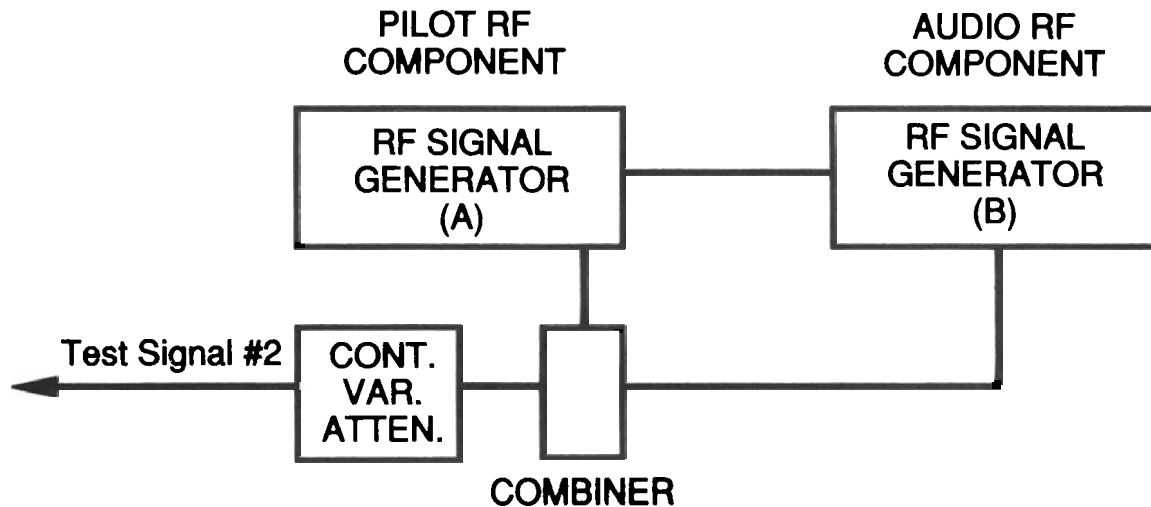 PILOT RF
COMPONENT
AUDIO RF
COMPONENT
RF SIGNAL
GENERATOR
(A)
RF SIGNAL
GENERATOR
(B)
Test Signal #2
CONT.
VAR.
ATTEN.
COMBINER